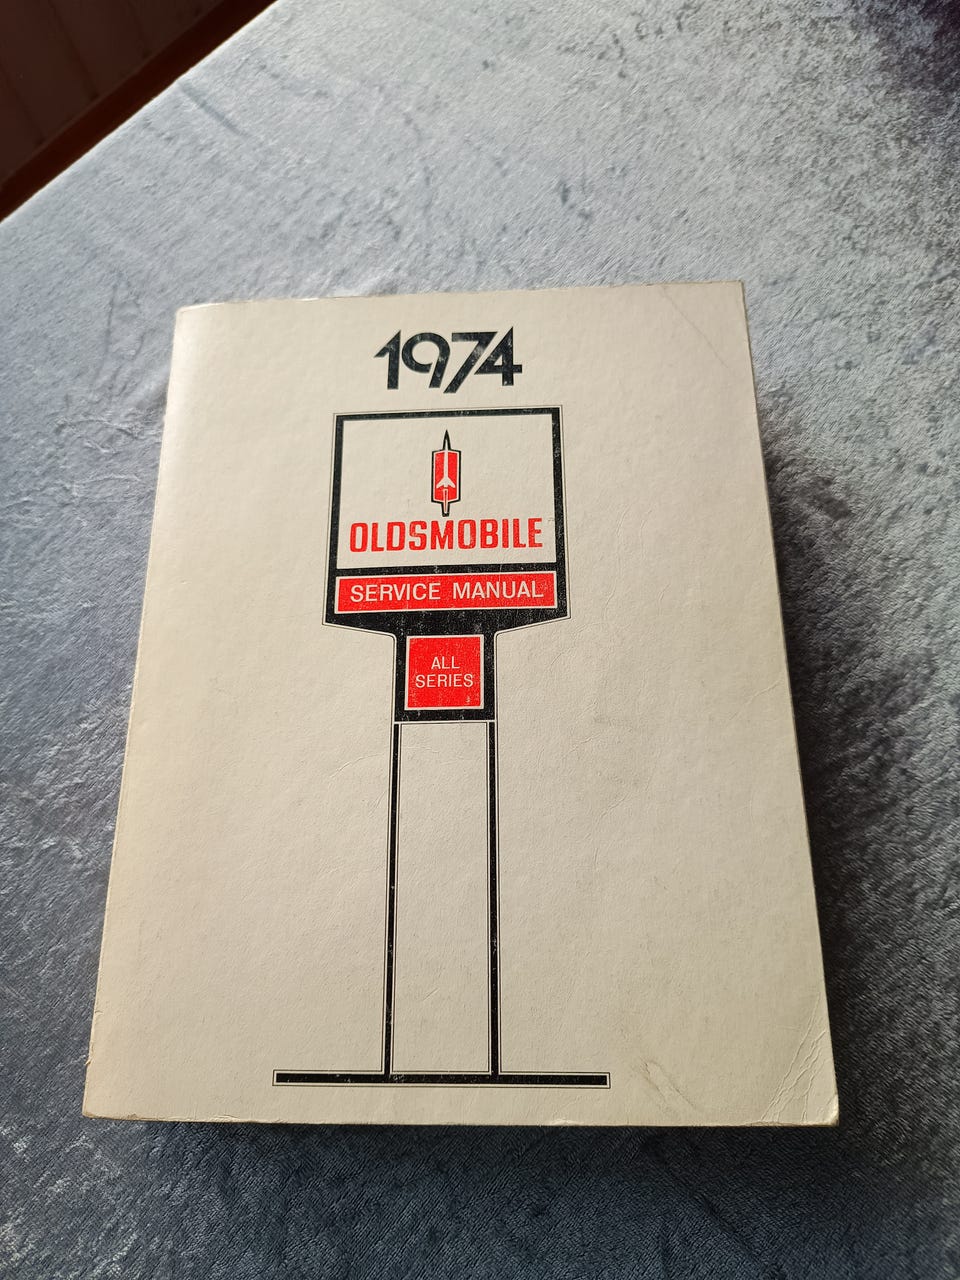 1974
OLDSMOBILE
SERVICE MANUAL
ALL
SERIES